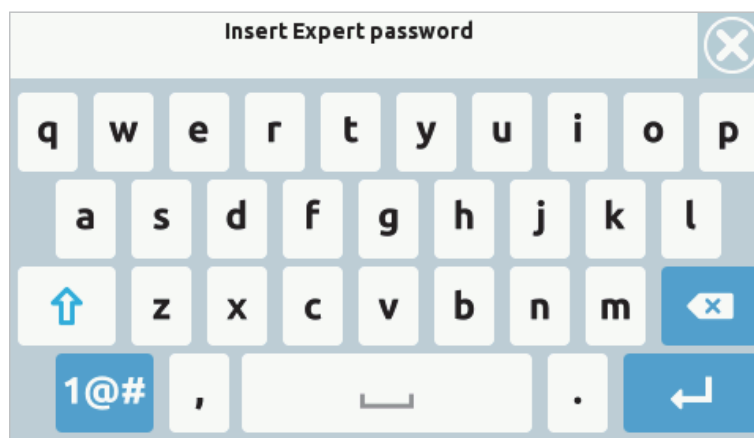 Insert Expert password
q w e r t y u i o p
a s d f g h j k l
z x c v b n m
1@# , .